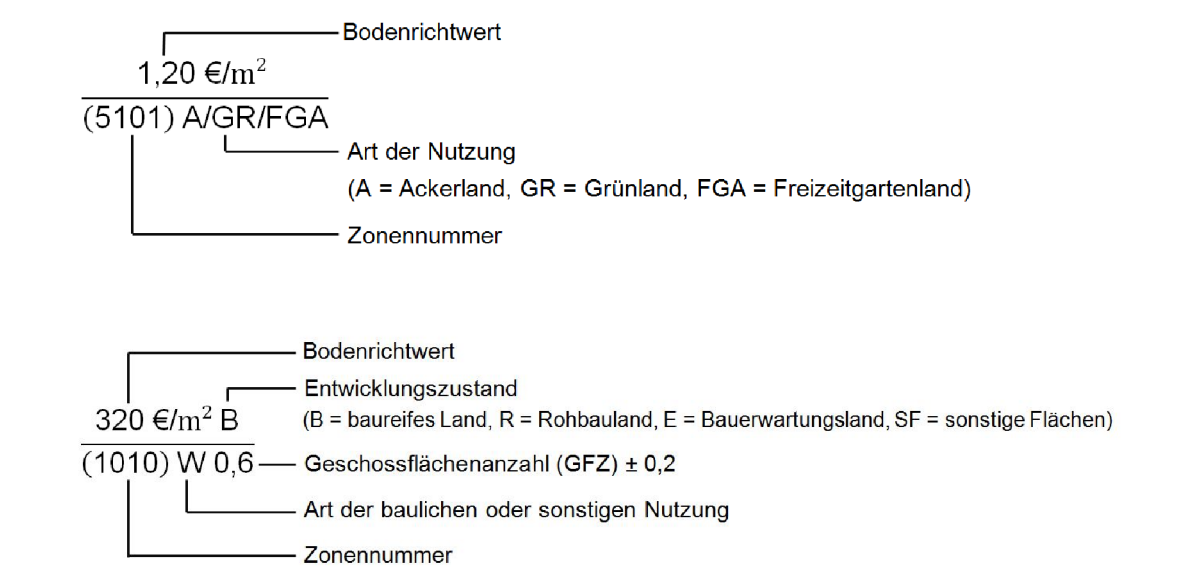 Bodenrichtwert
1,20 €/m²
(5101) A/GR/FGA
Art der Nutzung
(A = Ackerland, GR = Grünland, FGA = Freizeitgartenland)
Zonennummer
Bodenrichtwert
Entwicklungszustand
320 €/m² B
(B = baureifes Land, R = Rohbauland, E = Bauerwartungsland, SF = sonstige Flächen)
(1010) W 0,6
Geschossflächenanzahl (GFZ) ± 0,2
Art der baulichen oder sonstigen Nutzung
Zonennummer